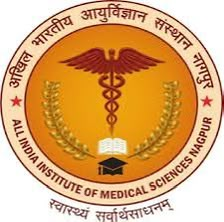 अखिल भारतीय आयुर्विज्ञान संस्थान नागपुर
ALL INDIA INSTITUTE OF MEDICAL SCIENCES NAGPUR
स्वास्थ्यं सर्वार्थसाधनम्